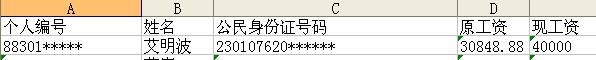 A B C D
个人编号 姓名 公民身份证号码 原工资 现工资
88301***** 艾明波 230107620****** 30848.88 40000